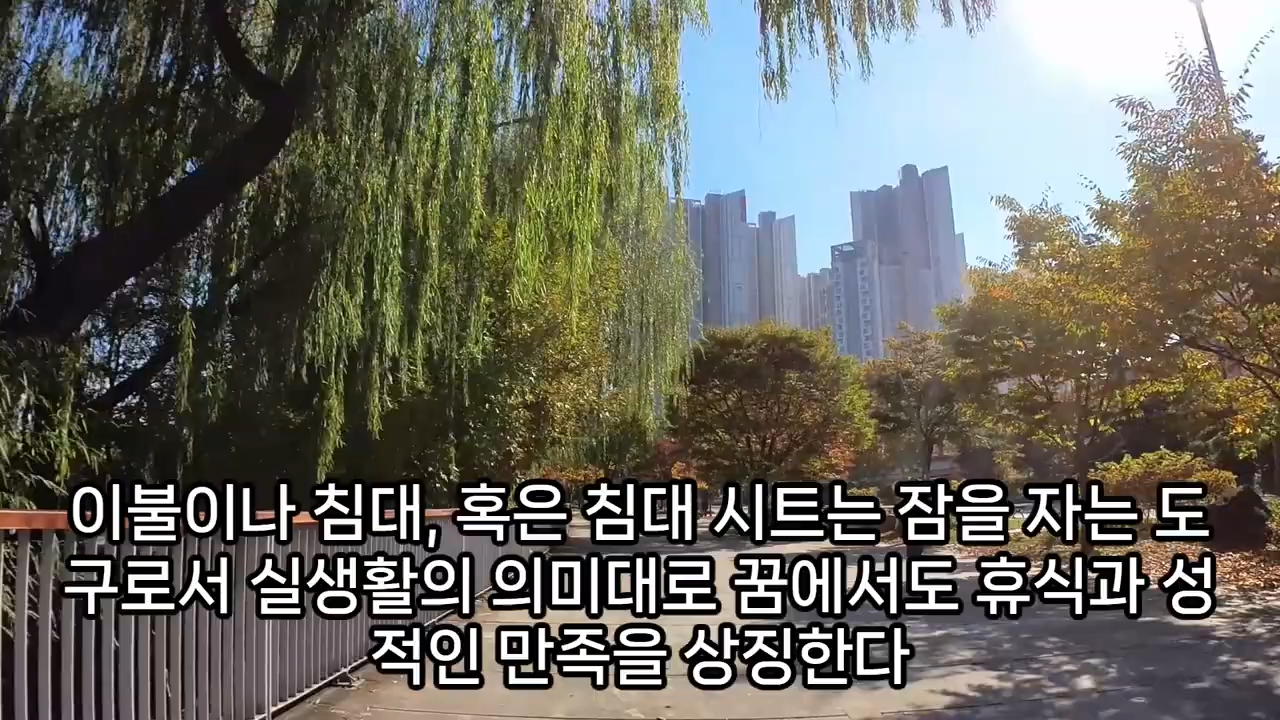 이불이나 침대, 혹은 침대 시트는 잠을 자는 도
구로서 실생활의 의미대로 꿈에서도 휴식과 성
적인 만족을 상징한다